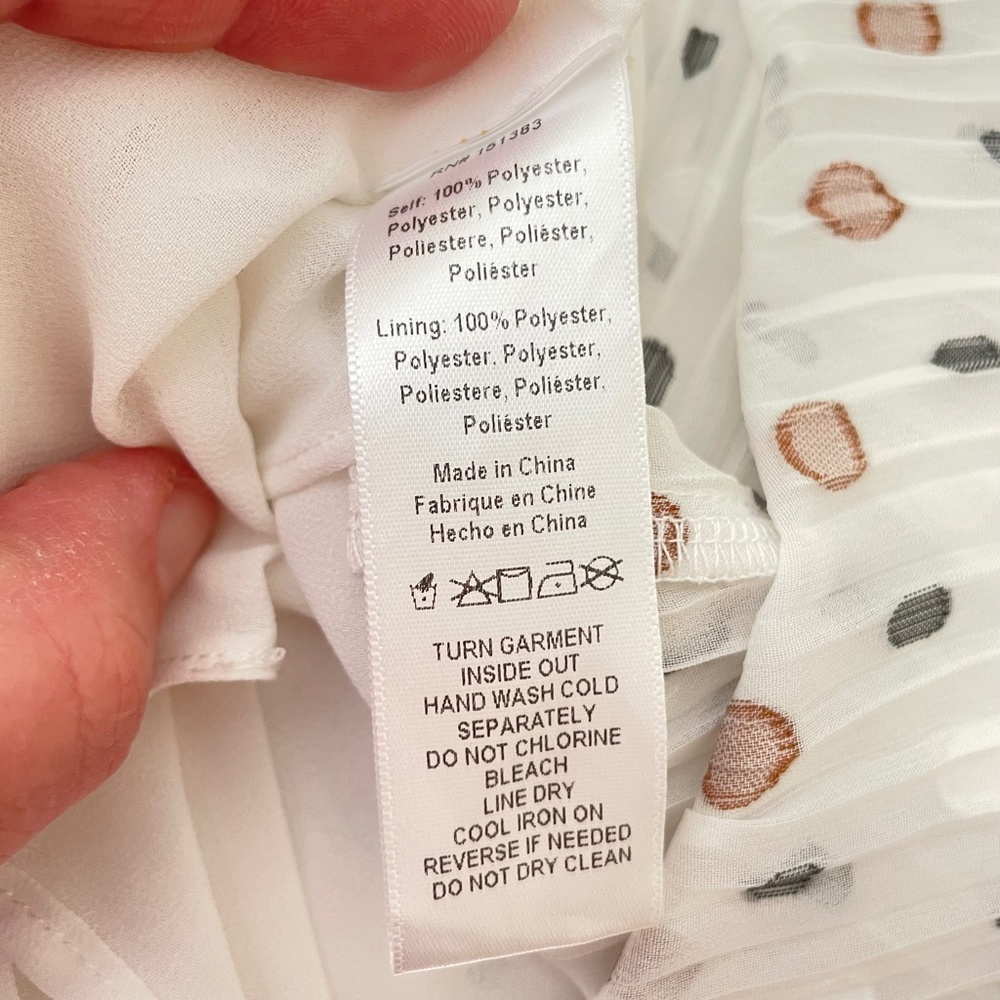 RN# 151383
Self: 100% Polyester,
Polyester, Polyester,
Poliestere, Poliéster,
Poliéster
Lining: 100% Polyester,
Polyester, Polyester,
Poliestere, Poliéster,
Poliéster
Made in China
Fabrique en Chine
Hecho en China
TURN GARMENT
INSIDE OUT
HAND WASH COLD
SEPARATELY
DO NOT CHLORINE
BLEACH
LINE DRY
COOL IRON ON
REVERSE IF NEEDED
DO NOT DRY CLEAN